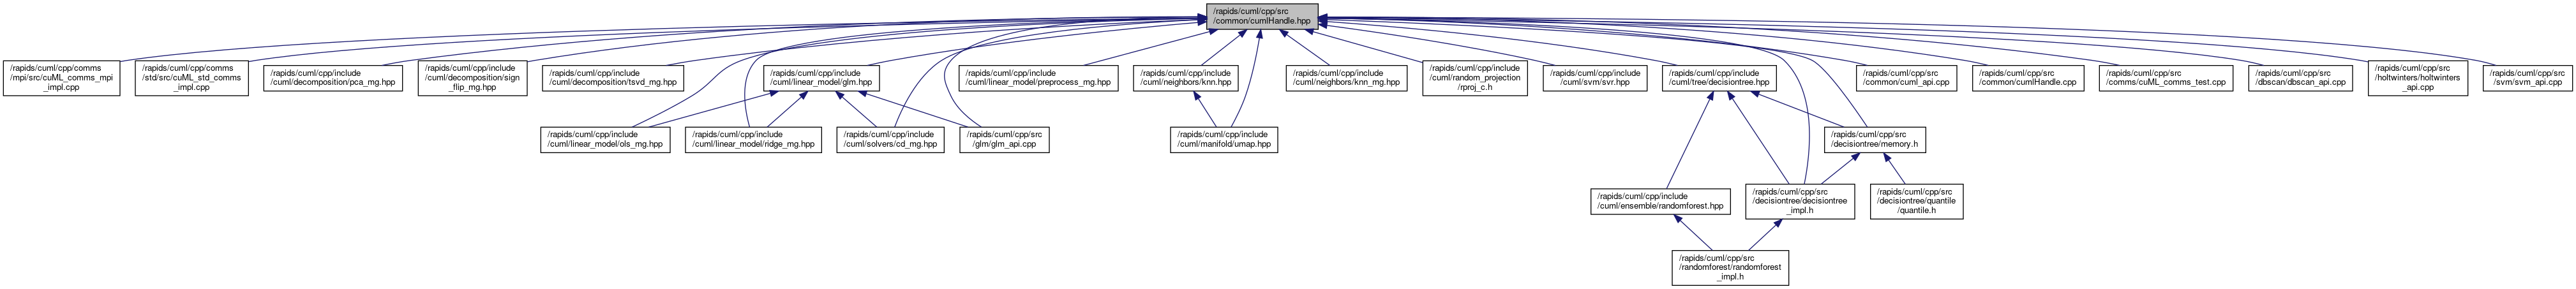 /rapids/cuml/cpp/src
/common/cumlHandle.hpp
/rapids/cuml/cpp/comms
/mpi/src/cuML_comms_mpi
_impl.cpp
/rapids/cuml/cpp/comms
/std/src/cuML_std_comms
_impl.cpp
/rapids/cuml/cpp/include
/cuml/decomposition/pca_mg.hpp
/rapids/cuml/cpp/include
/cuml/decomposition/sign
_flip_mg.hpp
/rapids/cuml/cpp/include
/cuml/decomposition/tsvd_mg.hpp
/rapids/cuml/cpp/include
/cuml/linear_model/glm.hpp
/rapids/cuml/cpp/include
/cuml/linear_model/preprocess_mg.hpp
/rapids/cuml/cpp/include
/cuml/neighbors/knn.hpp
/rapids/cuml/cpp/include
/cuml/neighbors/knn_mg.hpp
/rapids/cuml/cpp/include
/cuml/random_projection
/rproj_c.h
/rapids/cuml/cpp/include
/cuml/svm/svr.hpp
/rapids/cuml/cpp/include
/cuml/tree/decisiontree.hpp
/rapids/cuml/cpp/src
/common/cuml_api.cpp
/rapids/cuml/cpp/src
/common/cumlHandle.cpp
/rapids/cuml/cpp/src
/comms/cuML_comms_test.cpp
/rapids/cuml/cpp/src
/dbscan/dbscan_api.cpp
/rapids/cuml/cpp/src
/holtwinters/holtwinters
_api.cpp
/rapids/cuml/cpp/src
/svm/svm_api.cpp
/rapids/cuml/cpp/include
/cuml/linear_model/ols_mg.hpp
/rapids/cuml/cpp/include
/cuml/linear_model/ridge_mg.hpp
/rapids/cuml/cpp/include
/cuml/solvers/cd_mg.hpp
/rapids/cuml/cpp/src
/glm/glm_api.cpp
/rapids/cuml/cpp/include
/cuml/manifold/umap.hpp
/rapids/cuml/cpp/src
/decisiontree/memory.h
/rapids/cuml/cpp/include
/cuml/ensemble/randomforest.hpp
/rapids/cuml/cpp/src
/decisiontree/decisiontree
_impl.h
/rapids/cuml/cpp/src
/decisiontree/quantile
/quantile.h
/rapids/cuml/cpp/src
/randomforest/randomforest
_impl.h